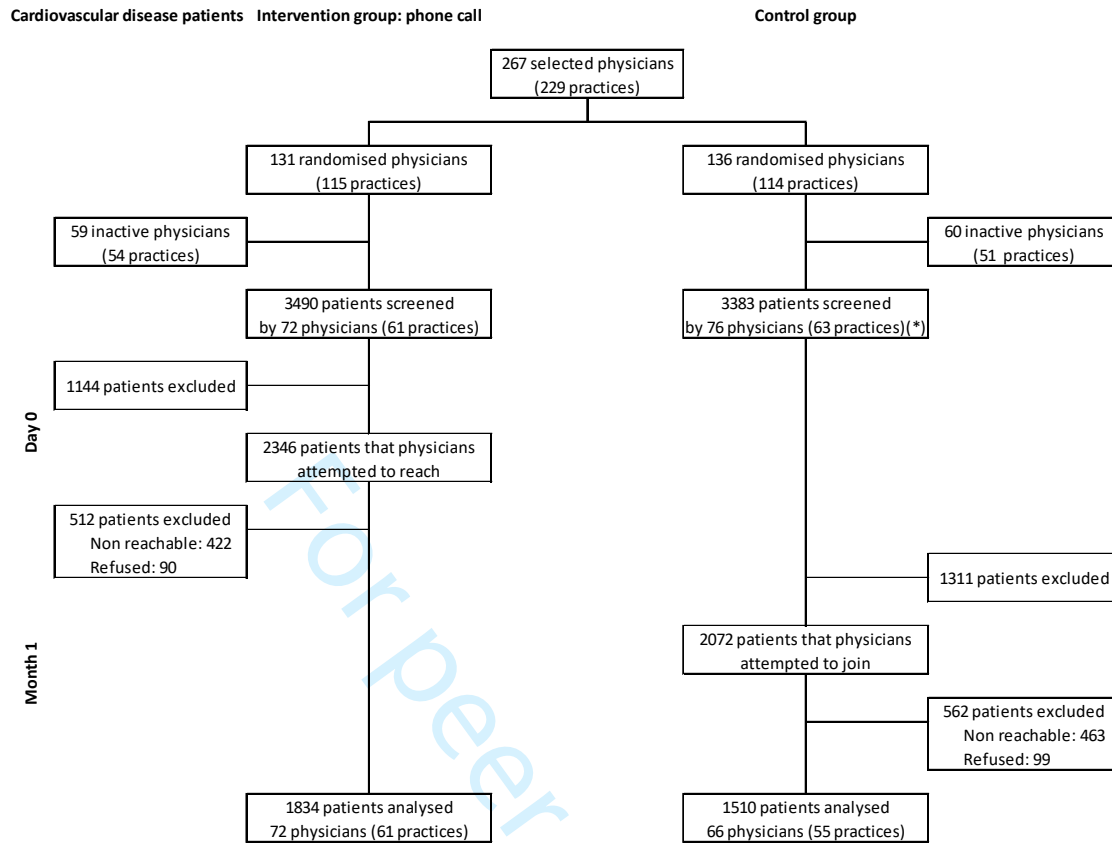 Cardiovascular disease patients
Intervention group: phone call
Control group
267 selected physicians
(229 practices)
131 randomised physicians
(115 practices)
136 randomised physicians
(114 practices)
59 inactive physicians
(54 practices)
60 inactive physicians
(51 practices)
3490 patients screened
by 72 physicians (61 practices)
3383 patients screened
by 76 physicians (63 practices)(*)
1144 patients excluded
Day 0
2346 patients that physicians
attempted to reach
512 patients excluded
Non reachable: 422
Refused: 90
1311 patients excluded
Month 1
2072 patients that physicians
attempted to join
562 patients excluded
Non reachable: 463
Refused: 99
1834 patients analysed
72 physicians (61 practices)
1510 patients analysed
66 physicians (55 practices)
For peer